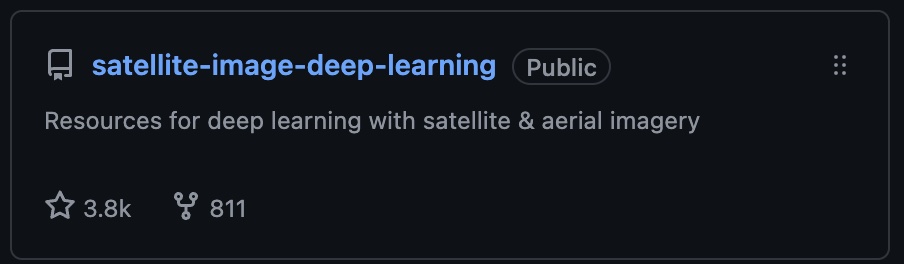 satellite-image-deep-learning Public
Resources for deep learning with satellite & aerial imagery
3.8k 811